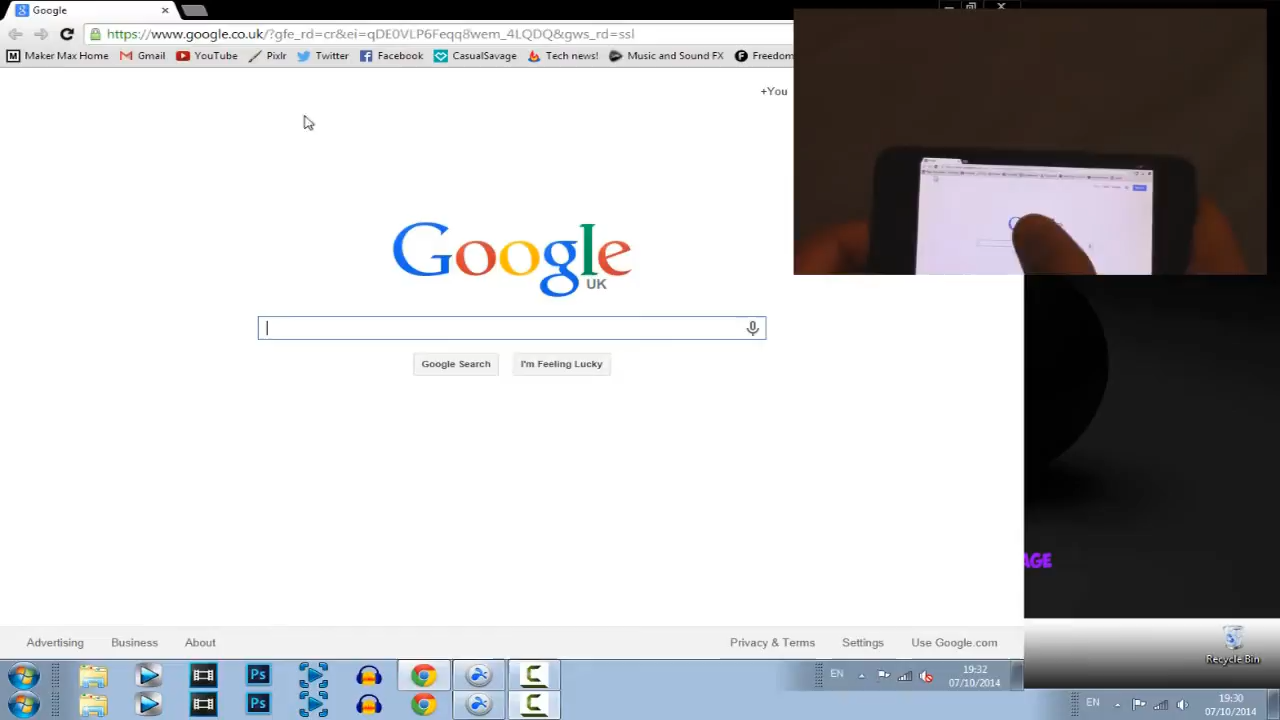 Google
https://www.google.co.uk/?gfe_rd=cr&ei=qDE0VLP6Feqq8wem_4LQDQ&gws_rd=ssl
Maker Max Home Gmail YouTube Pixlr Twitter Facebook CasualSavage Tech news! Music and Sound FX Freedom
+You
Google
UK
Google Search I'm Feeling Lucky
AGE
Advertising Business About Privacy & Terms Settings Use Google.com
Recycle Bin
Ps EN 19:32
07/10/2014
Ps EN 19:30
07/10/2014